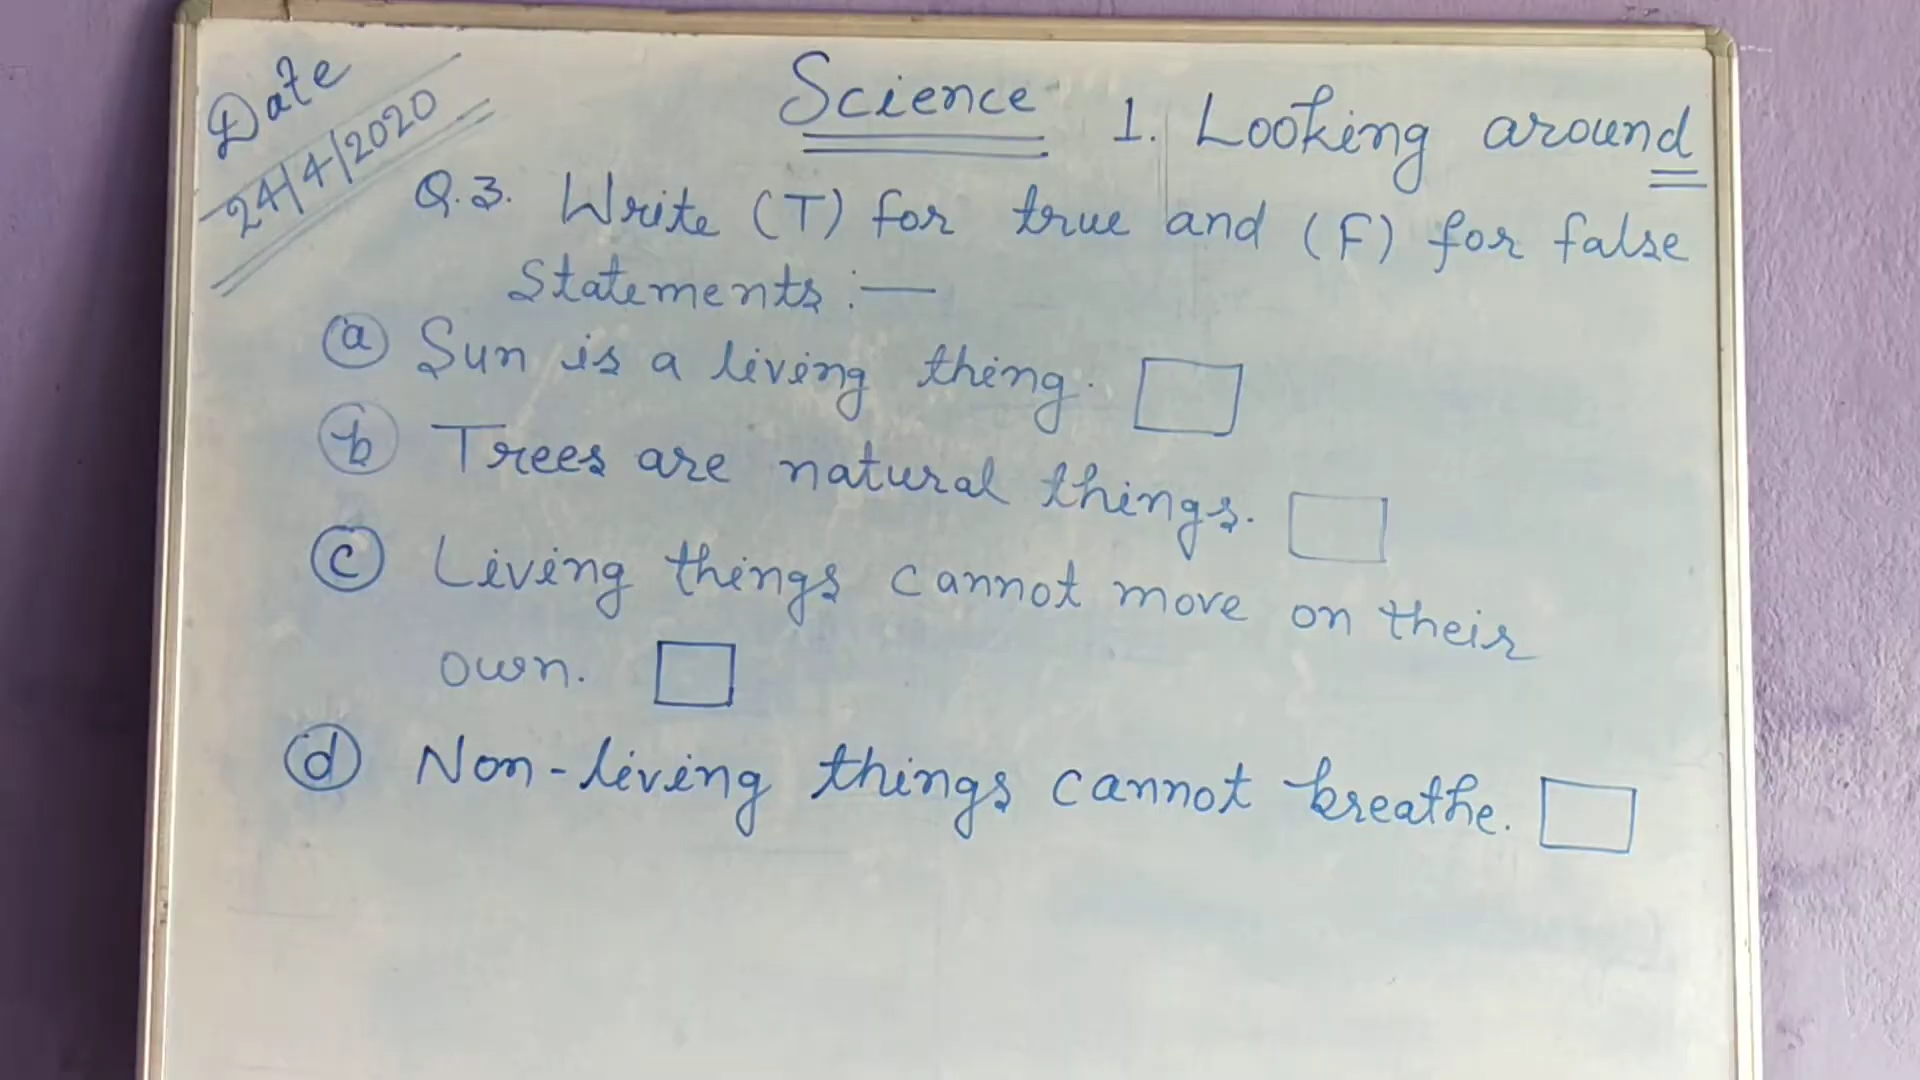 Date
24/4/2020
Science
1. Looking around
Q.3. Write (T) for true and (F) for false
Statements :—
(a) Sun is a living thing.
(b) Trees are natural things.
(c) Living things cannot move on their
own.
(d) Non-living things cannot breathe.